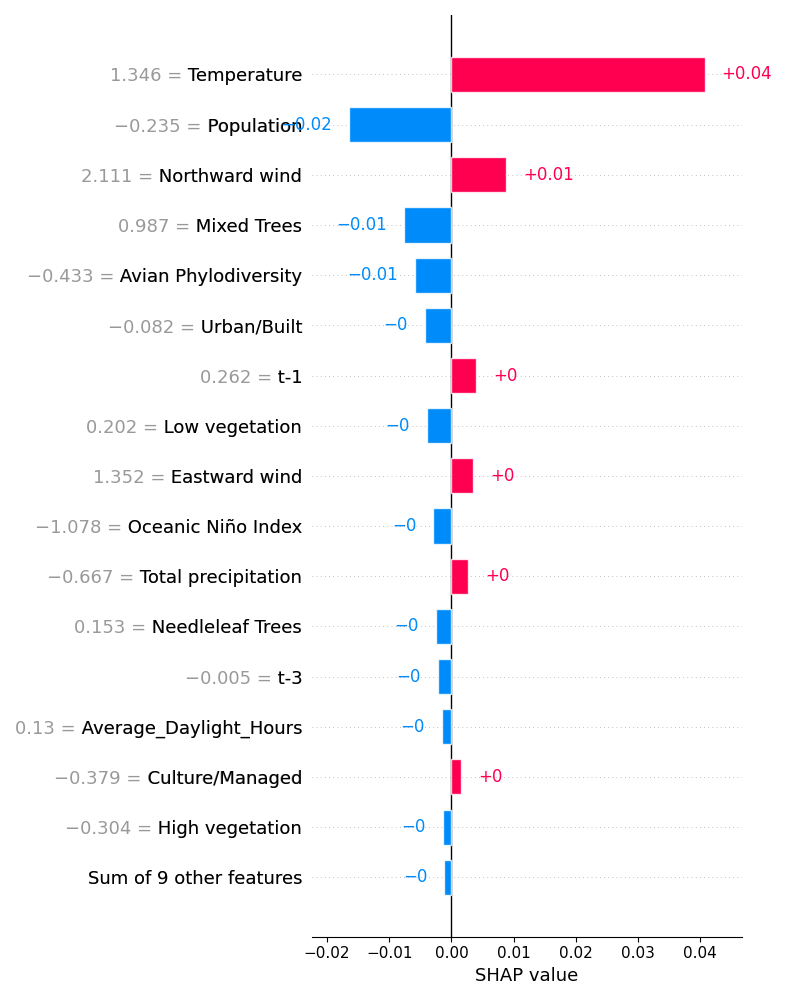 1.346 = Temperature +0.04
−0.235 = Population −0.02
2.111 = Northward wind +0.01
0.987 = Mixed Trees −0.01
−0.433 = Avian Phylodiversity −0.01
−0.082 = Urban/Built −0
0.262 = t-1 +0
0.202 = Low vegetation −0
1.352 = Eastward wind +0
−1.078 = Oceanic Niño Index −0
−0.667 = Total precipitation +0
0.153 = Needleleaf Trees −0
−0.005 = t-3 −0
0.13 = Average_Daylight_Hours −0
−0.379 = Culture/Managed +0
−0.304 = High vegetation −0
Sum of 9 other features −0
−0.02 −0.01 0.00 0.01 0.02 0.03 0.04
SHAP value